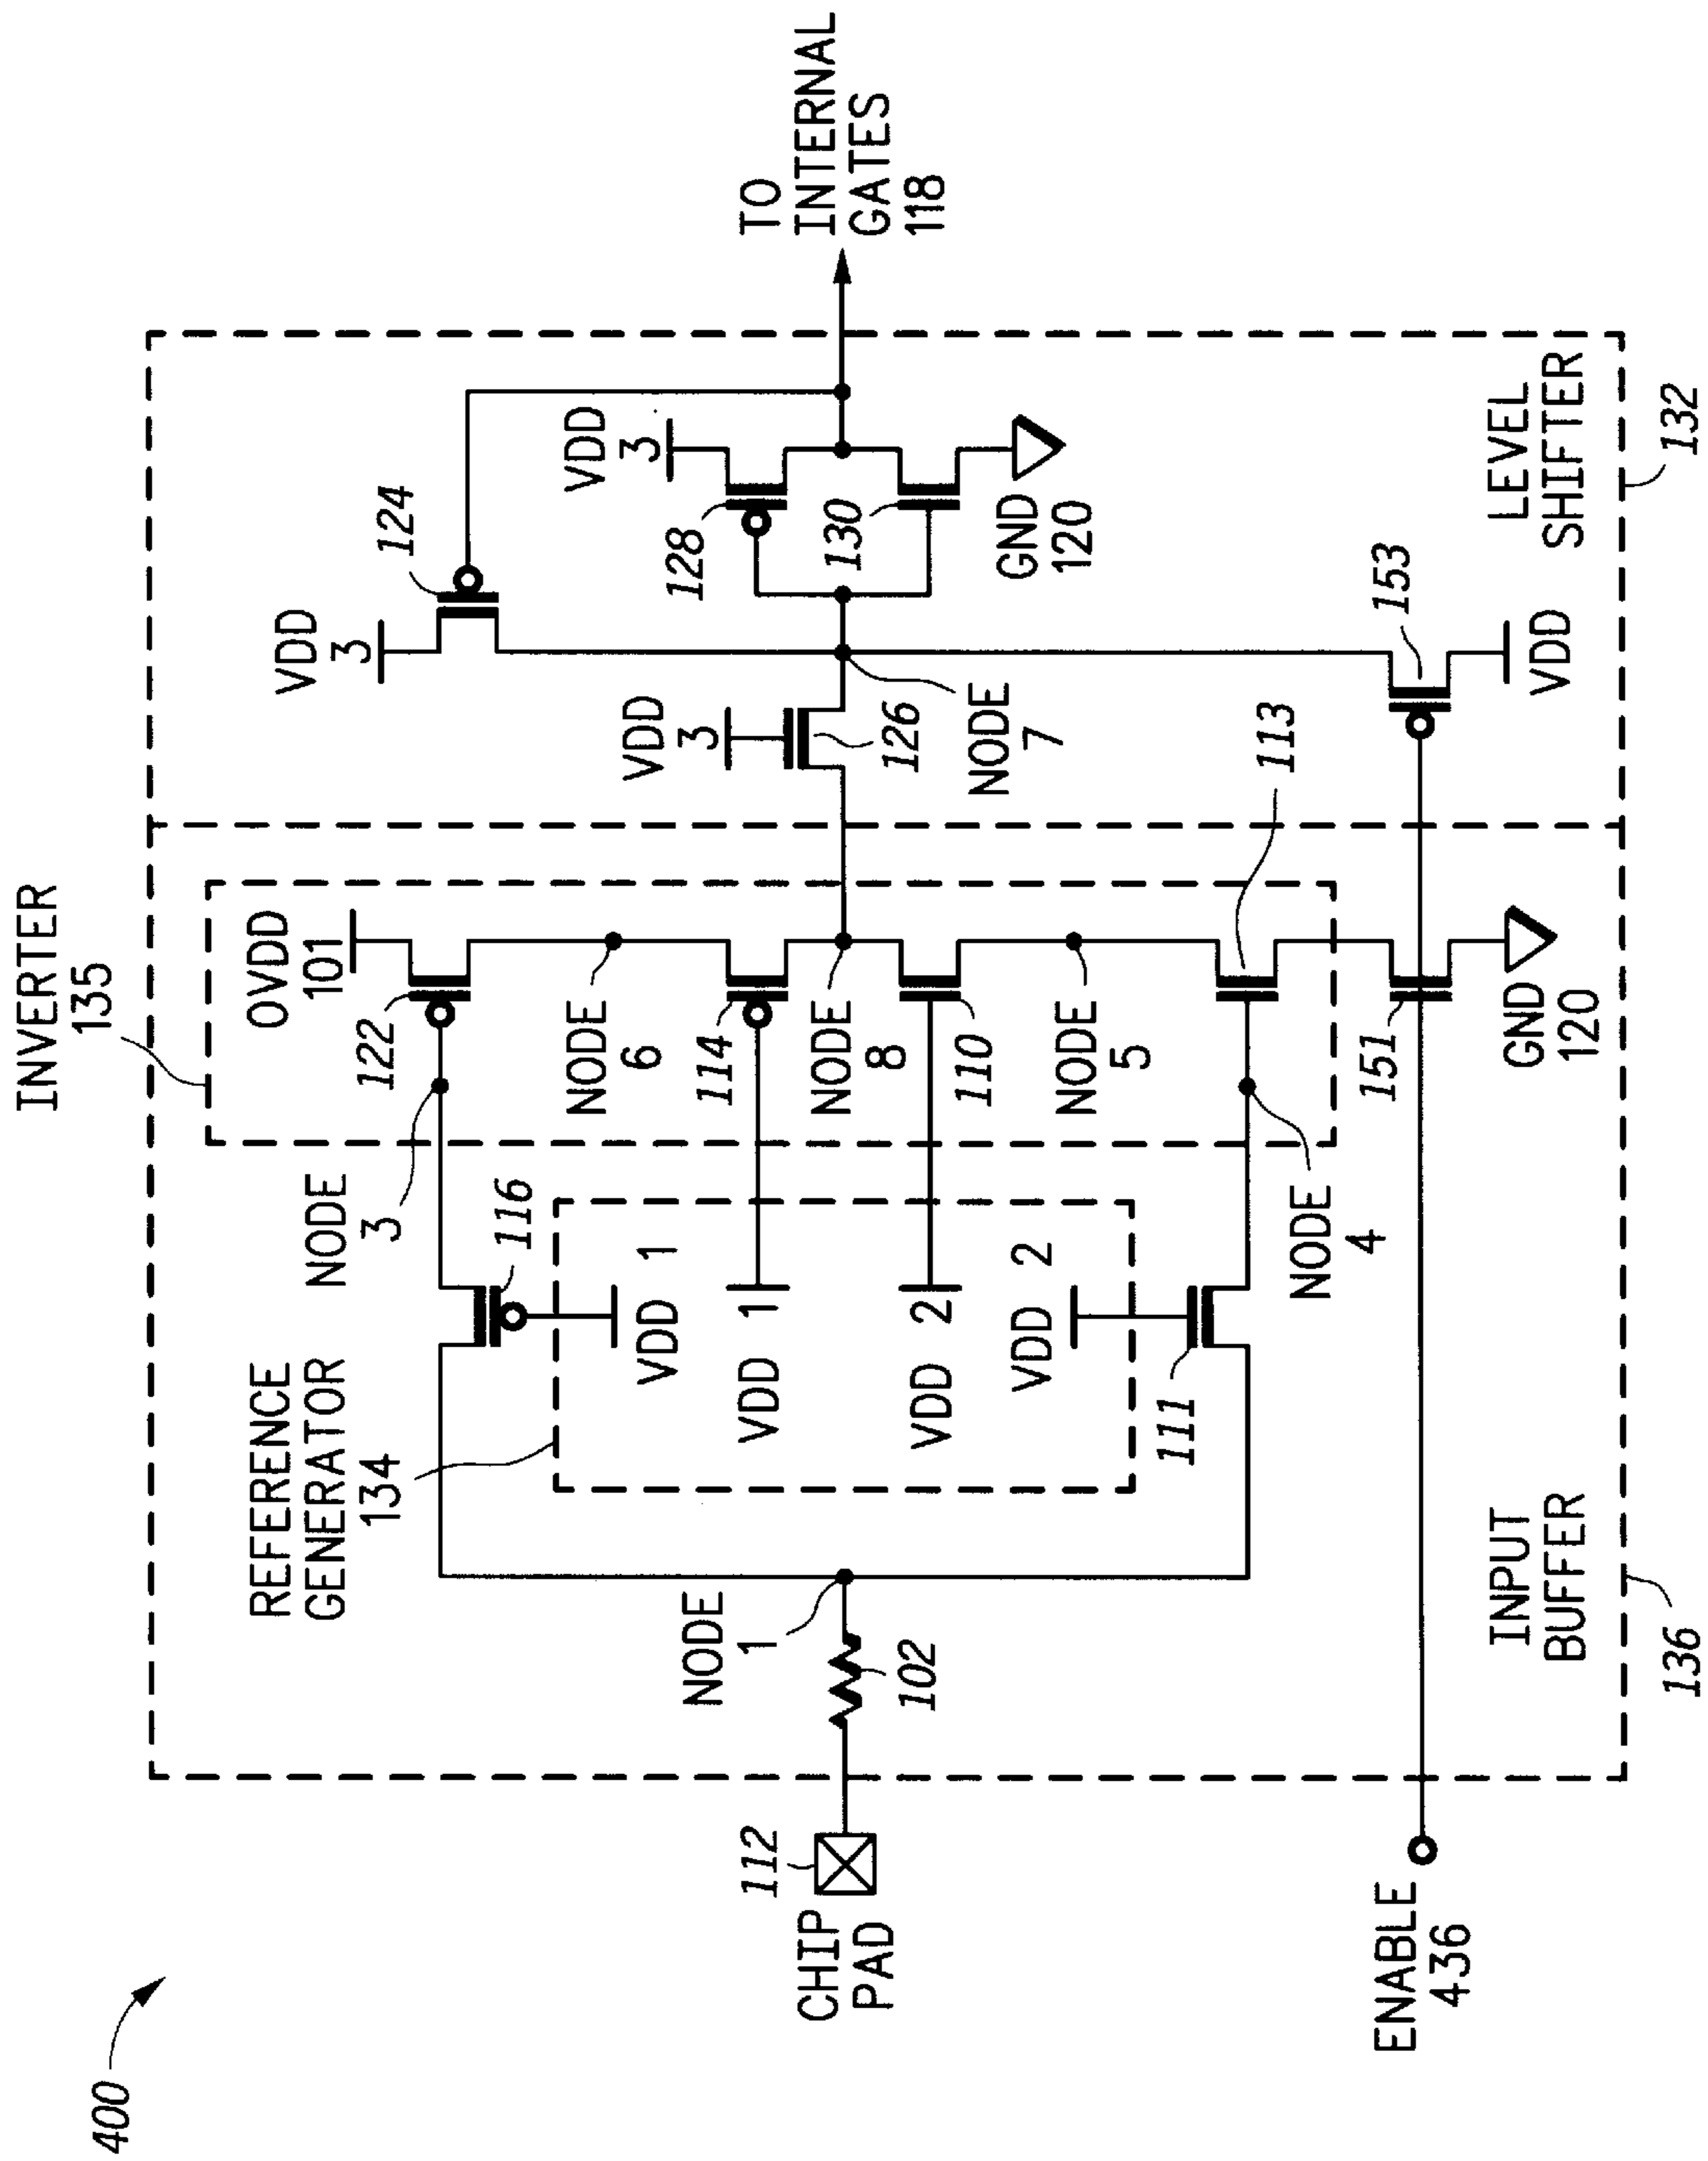 400
INVERTER
135
OVDD
101
122
NODE
3
NODE
6
114
NODE
8
110
NODE
5
113
NODE
4
151
GND
120
REFERENCE
GENERATOR
134
116
VDD 1
VDD 1
VDD 2
VDD 2
111
NODE
1
102
112
CHIP
PAD
ENABLE
436
INPUT
BUFFER
136
VDD
3
124
VDD
3
126
NODE
7
VDD
3
128
130
GND
120
153
VDD
LEVEL
SHIFTER
132
TO
INTERNAL
GATES
118